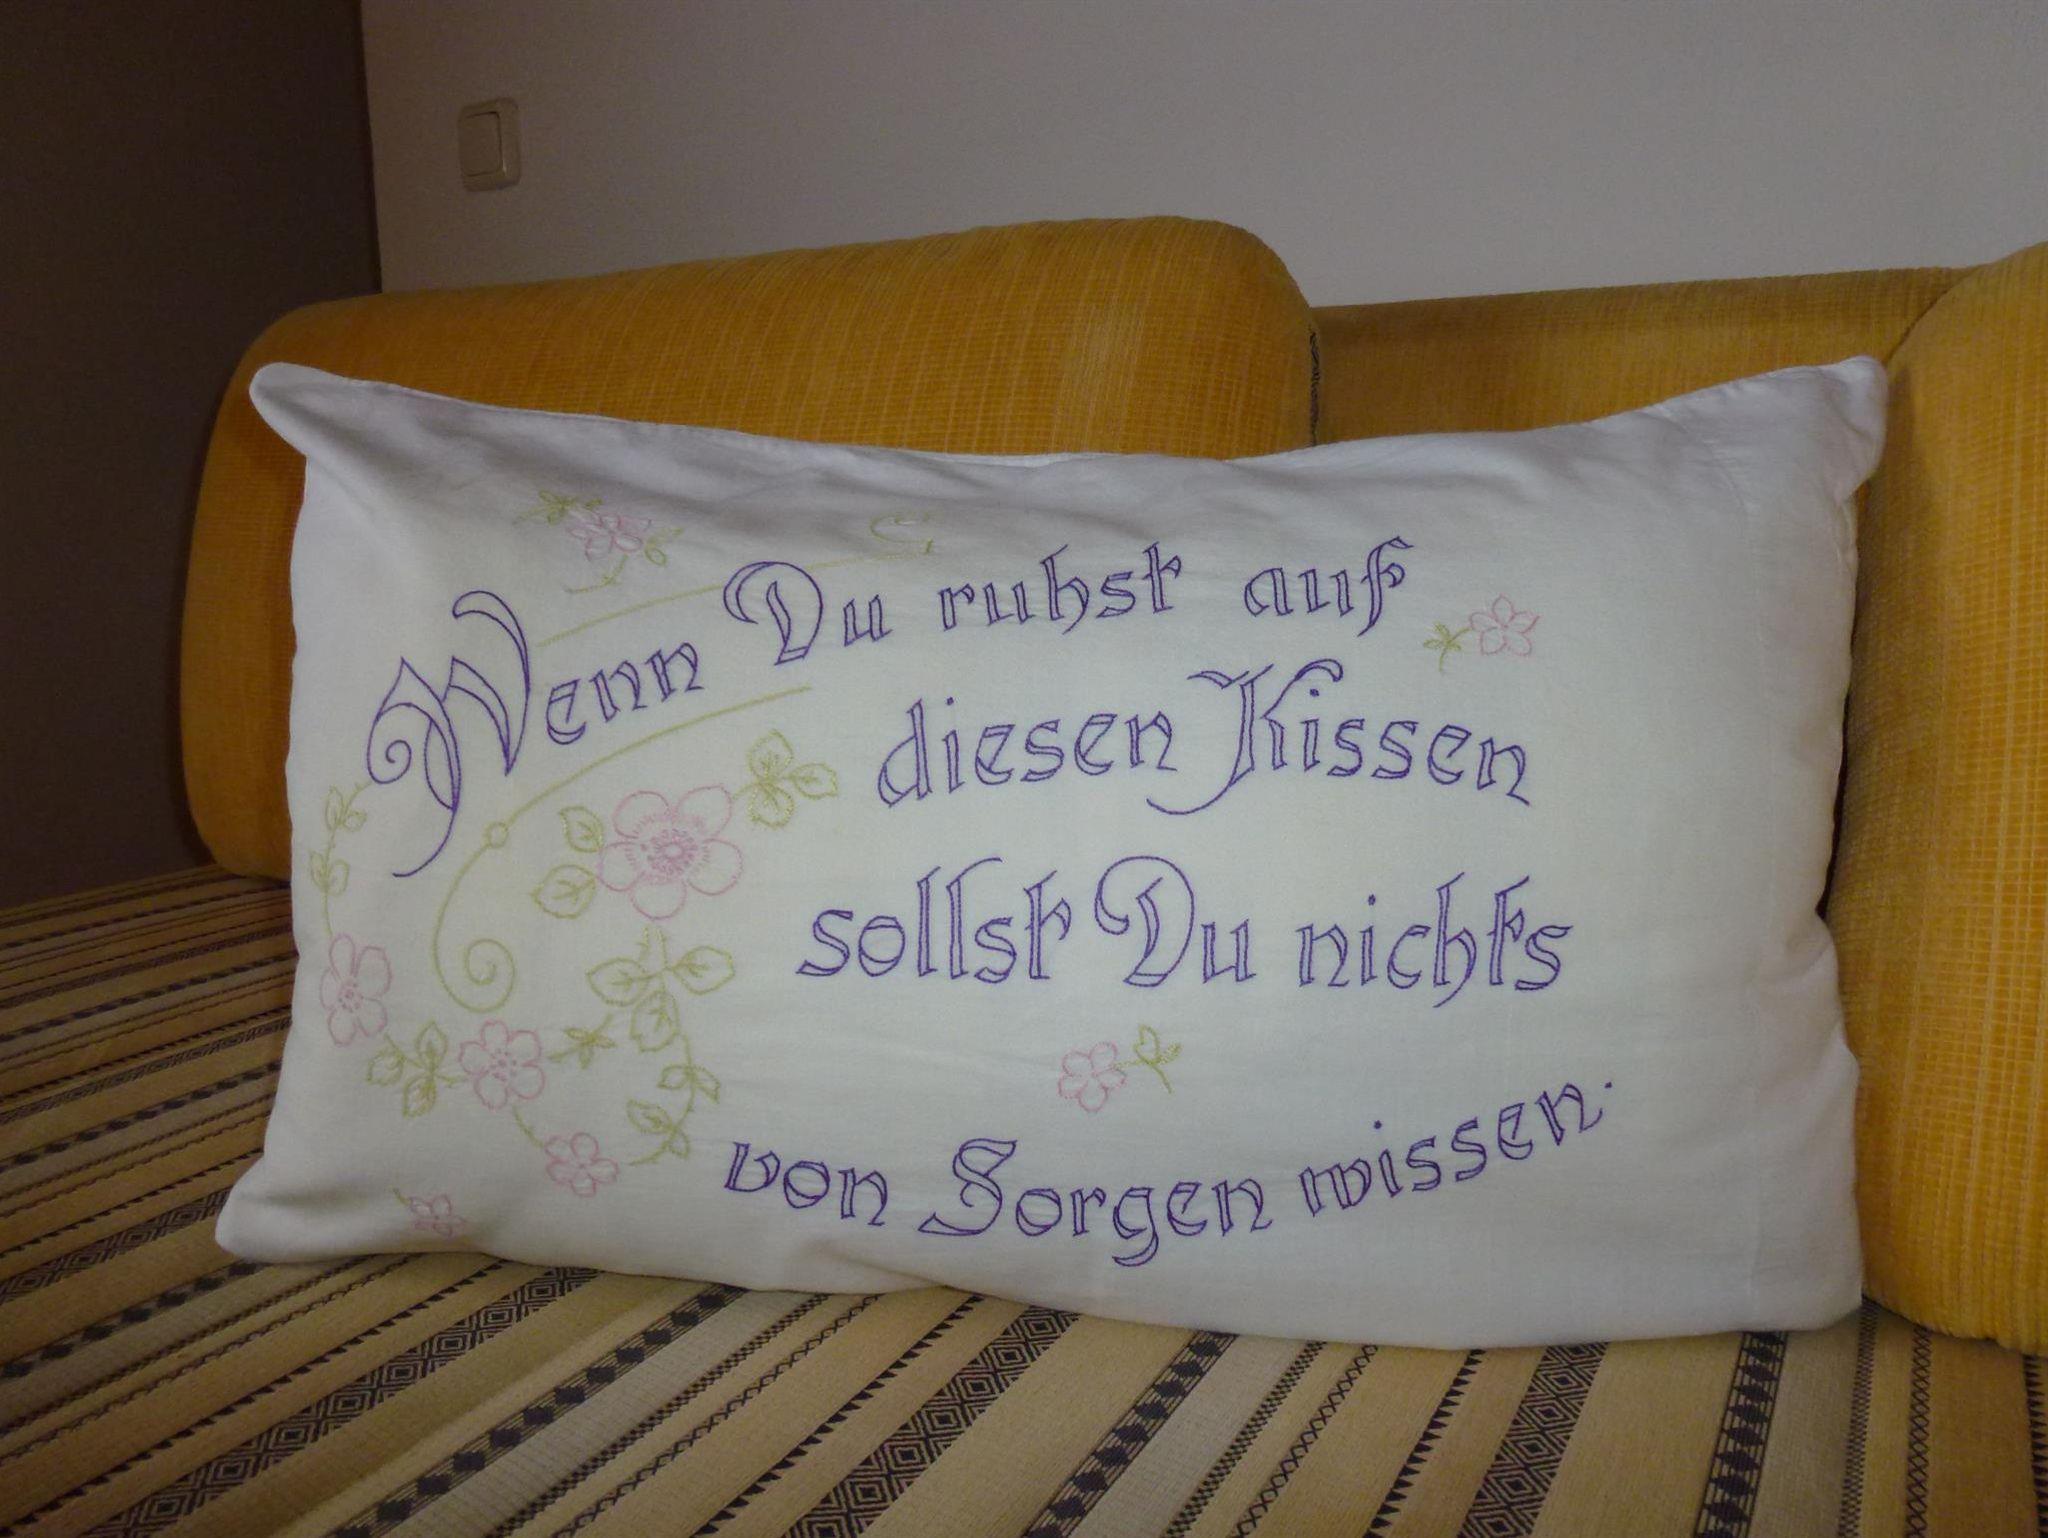 Wenn Du ruhst auf
diesen Kissen
sollst Du nichts
von Sorgen wissen.